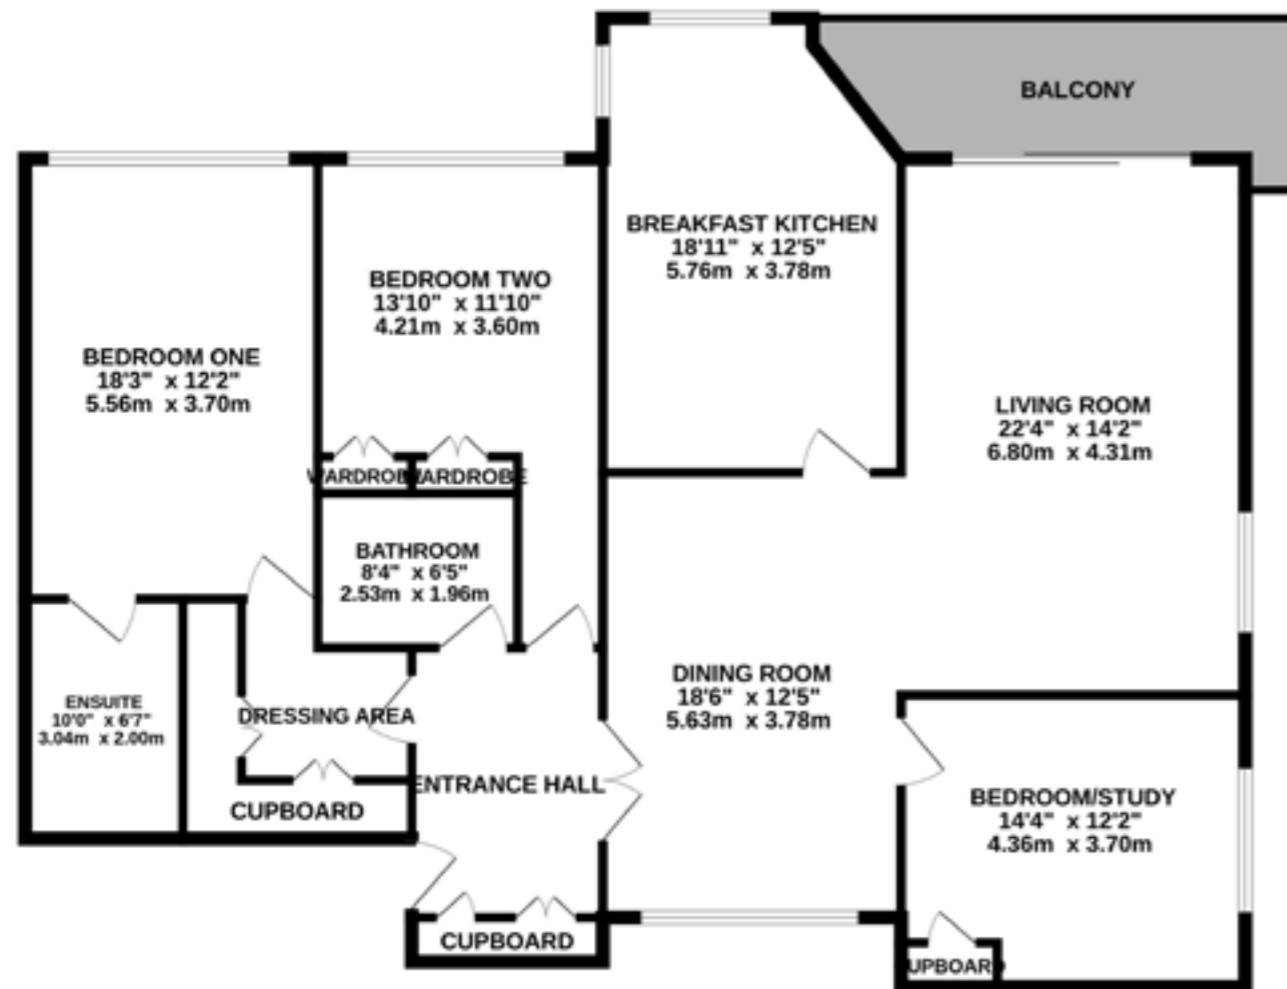 BALCONY
BREAKFAST KITCHEN
18'11" x 12'5"
5.76m x 3.78m
BEDROOM TWO
13'10" x 11'10"
4.21m x 3.60m
BEDROOM ONE
18'3" x 12'2"
5.56m x 3.70m
LIVING ROOM
22'4" x 14'2"
6.80m x 4.31m
WARDROBE WARDROBE
BATHROOM
8'4" x 6'5"
2.53m x 1.96m
DINING ROOM
18'6" x 12'5"
5.63m x 3.78m
ENSUITE
10'0" x 6'7"
3.04m x 2.00m
DRESSING AREA
ENTRANCE HALL
CUPBOARD
BEDROOM/STUDY
14'4" x 12'2"
4.36m x 3.70m
CUPBOARD
CUPBOARD